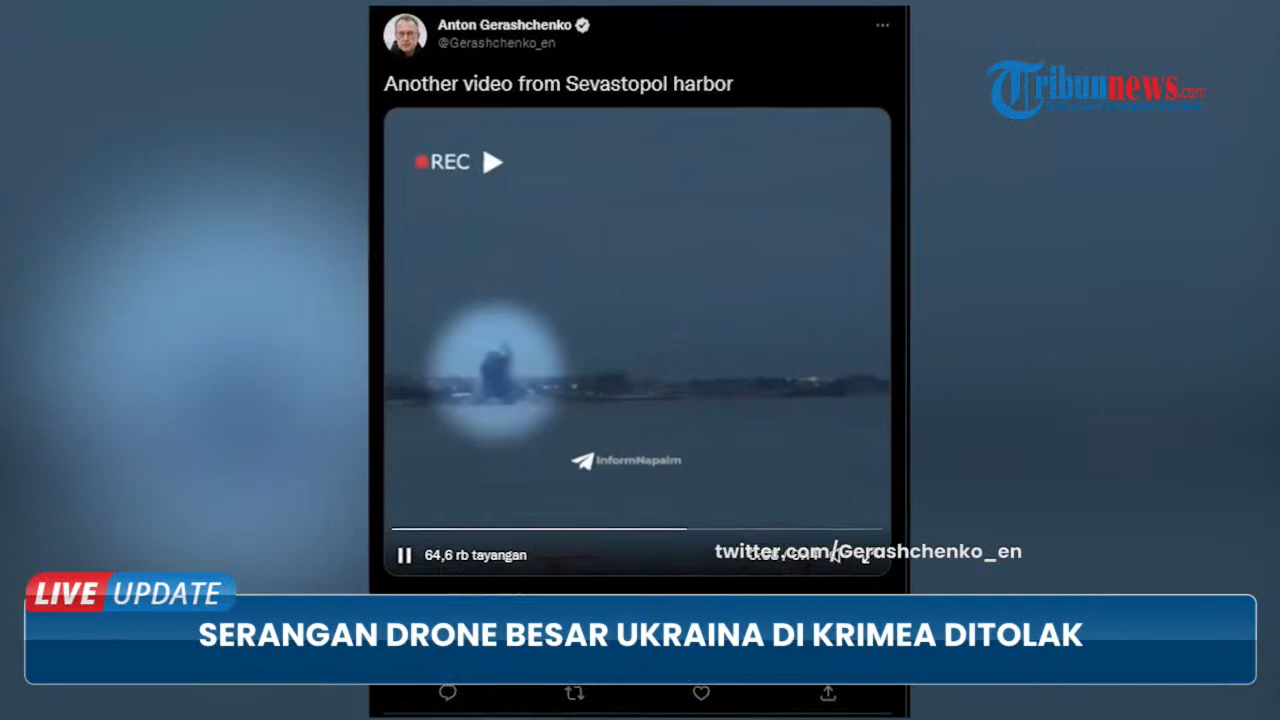 Anton Gerashchenko
@Gerashchenko_en
Another video from Sevastopol harbor
Tribunnews.com
REC
InformNapalm
64,6 rb tayangan
twitter.com/Gerashchenko_en
LIVE UPDATE
SERANGAN DRONE BESAR UKRAINA DI KRIMEA DITOLAK